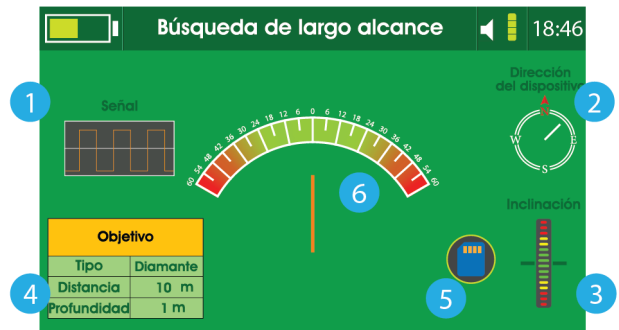 Búsqueda de largo alcance
18:46
1
Señal
Dirección
del dispositivo
2
N
W
E
S
60 54 48 42 36 30 24 18 12 6 0 6 12 18 24 30 36 42 48 54 60
6
Inclinación
3
5
4
Objetivo
Tipo Diamante
Distancia 10 m
Profundidad 1 m